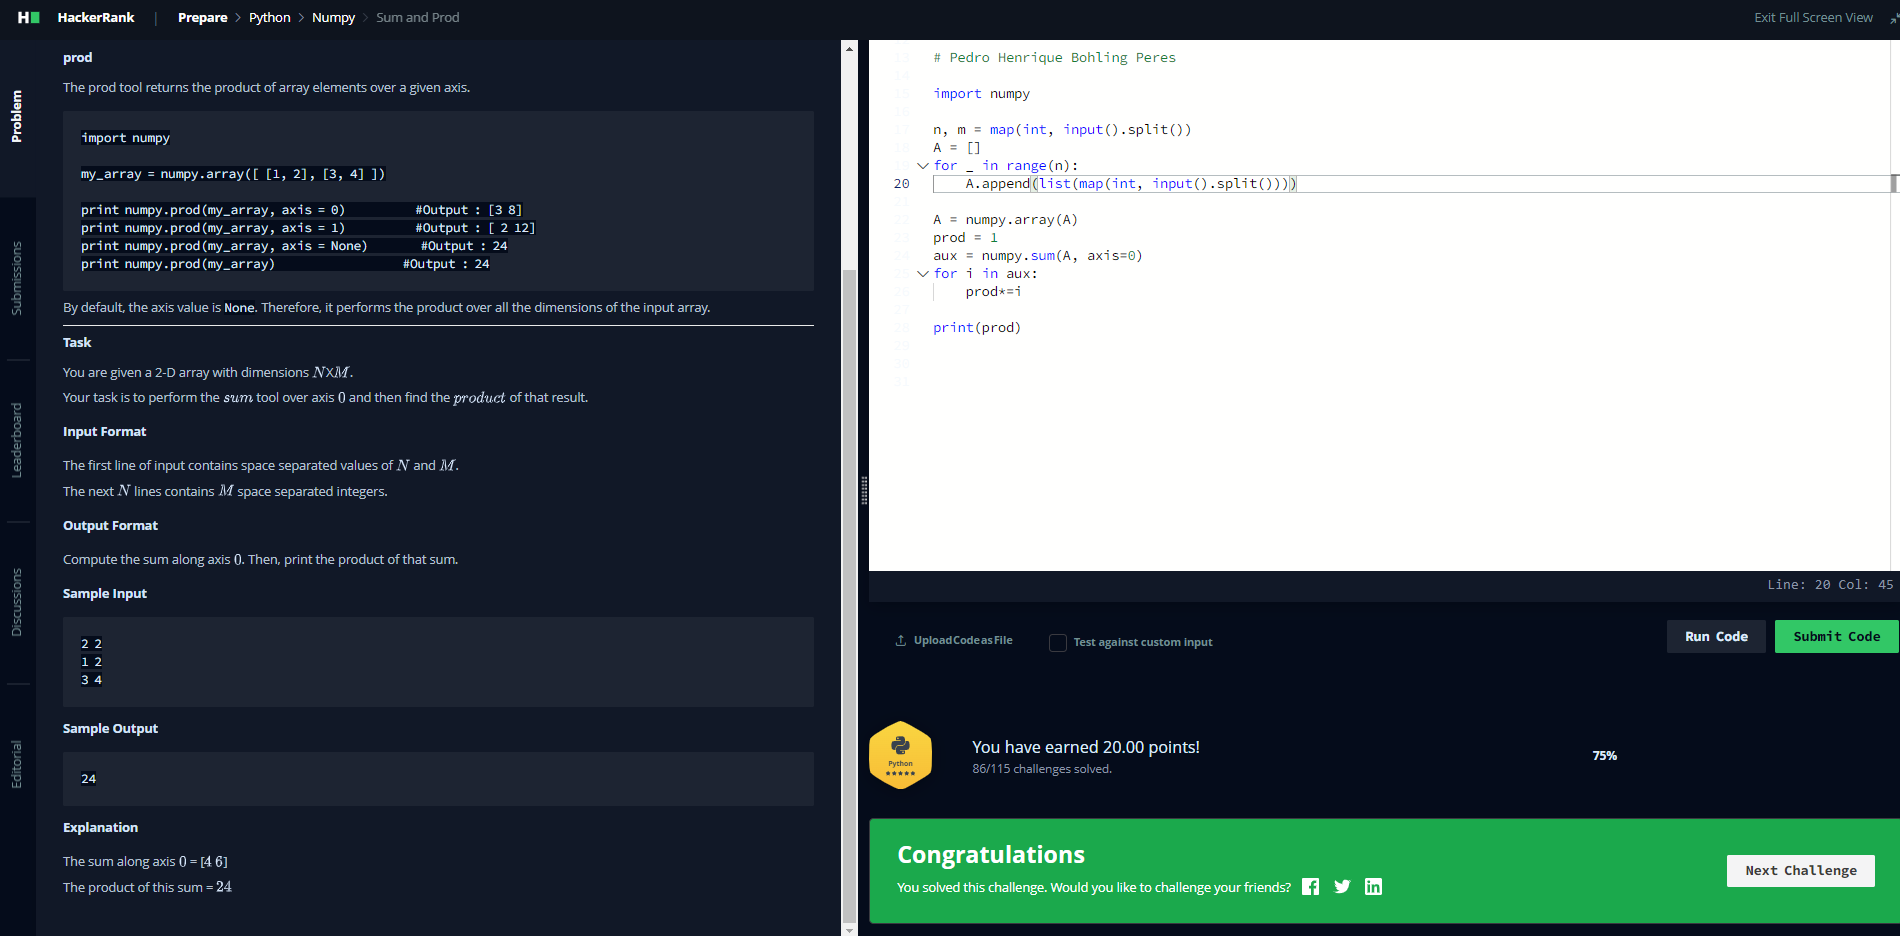 H HackerRank | Prepare > Python > Numpy > Sum and Prod
Exit Full Screen View
Problem
Submissions
Leaderboard
Discussions
Editorial
prod
The prod tool returns the product of array elements over a given axis.
import numpy
my_array = numpy.array([ [1, 2], [3, 4] ])
print numpy.prod(my_array, axis = 0) #Output : [3 8]
print numpy.prod(my_array, axis = 1) #Output : [ 2 12]
print numpy.prod(my_array, axis = None) #Output : 24
print numpy.prod(my_array) #Output : 24
By default, the axis value is None. Therefore, it performs the product over all the dimensions of the input array.
Task
You are given a 2-D array with dimensions NXM.
Your task is to perform the sum tool over axis 0 and then find the product of that result.
Input Format
The first line of input contains space separated values of N and M.
The next N lines contains M space separated integers.
Output Format
Compute the sum along axis 0. Then, print the product of that sum.
Sample Input
2 2
1 2
3 4
Sample Output
24
Explanation
The sum along axis 0 = [4 6]
The product of this sum = 24
13 # Pedro Henrique Bohling Peres
14
15 import numpy
16
17 n, m = map(int, input().split())
18 A = []
19 for _ in range(n):
20 A.append(list(map(int, input().split())))
21
22 A = numpy.array(A)
23 prod = 1
24 aux = numpy.sum(A, axis=0)
25 for i in aux:
26 prod*=i
27
28 print(prod)
29
30
31
Line: 20 Col: 45
Upload Code as File
Test against custom input
Run Code
Submit Code
Python
You have earned 20.00 points!
86/115 challenges solved.
75%
Congratulations
You solved this challenge. Would you like to challenge your friends?
Next Challenge